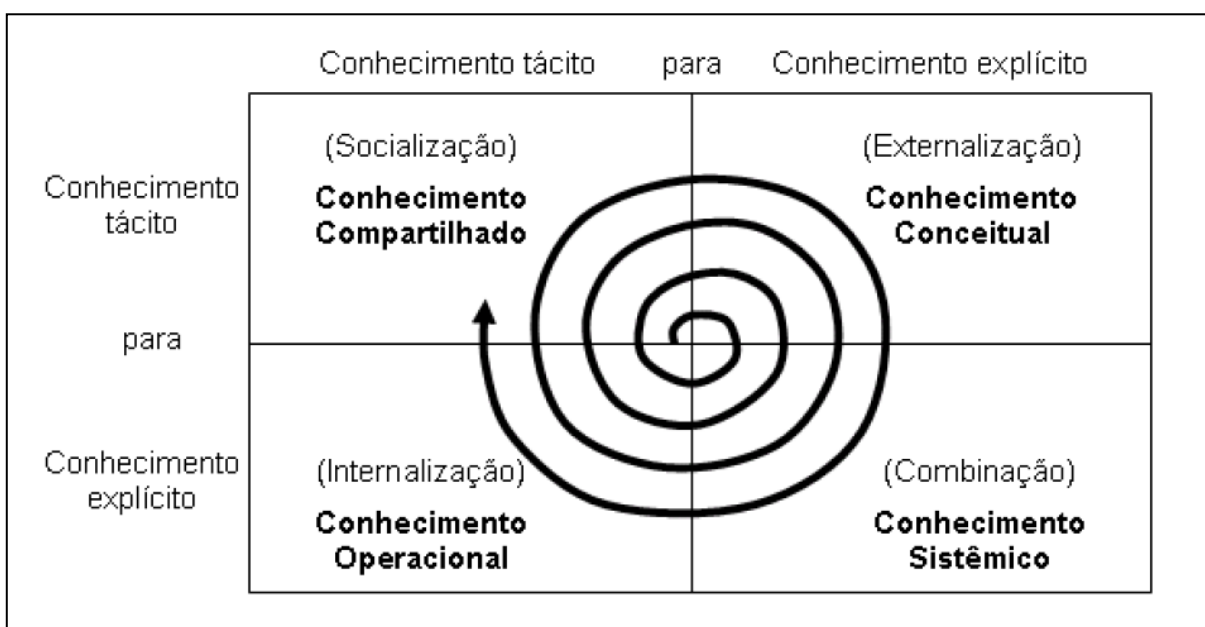 Conhecimento tácito para Conhecimento explícito
(Socialização)
Conhecimento
Compartilhado
(Externalização)
Conhecimento
Conceitual
Conhecimento
tácito
para
Conhecimento
explícito
(Internalização)
Conhecimento
Operacional
(Combinação)
Conhecimento
Sistêmico